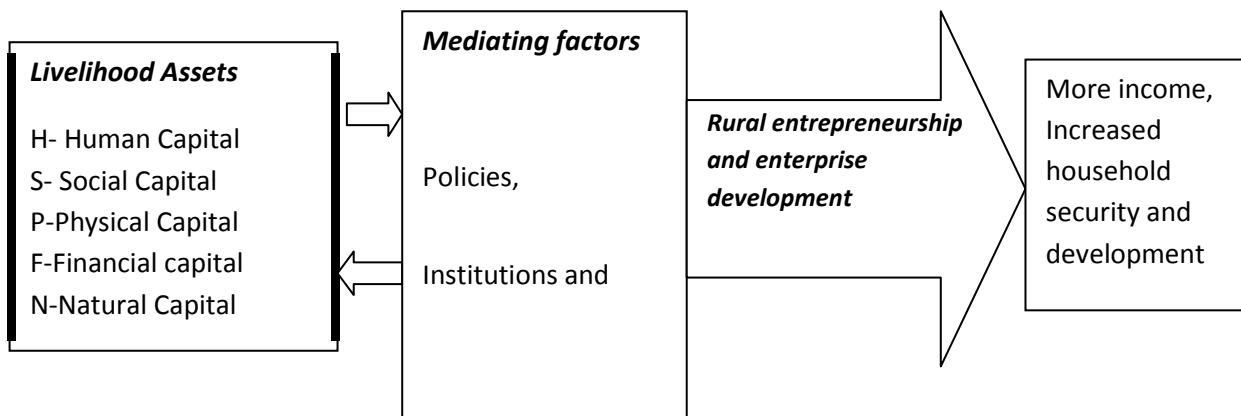 Livelihood Assets
H- Human Capital
S- Social Capital
P-Physical Capital
F-Financial capital
N-Natural Capital
Mediating factors
Policies,
Institutions and
Rural entrepreneurship
and enterprise
development
More income,
Increased
household
security and
development